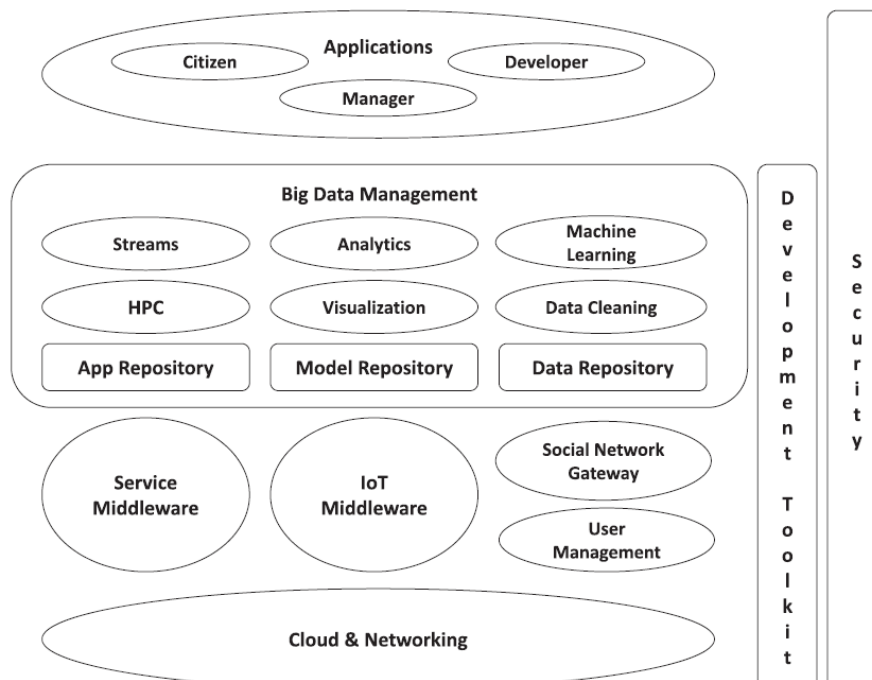 Applications
Citizen
Developer
Manager
Big Data Management
Streams
Analytics
Machine
Learning
HPC
Visualization
Data Cleaning
App Repository
Model Repository
Data Repository
Service
Middleware
IoT
Middleware
Social Network
Gateway
User
Management
Cloud & Networking
Development Toolkit
Security